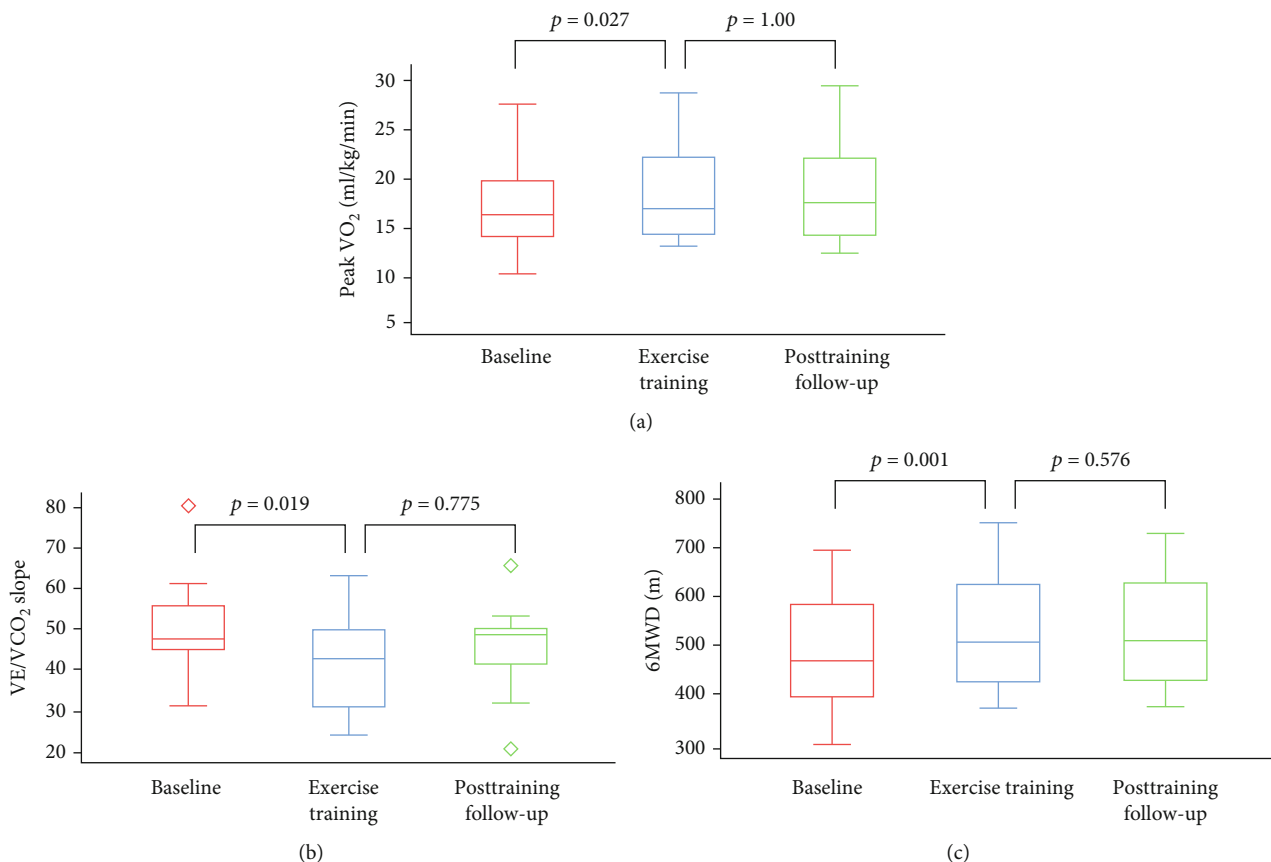 p = 0.027
p = 1.00
Peak VO₂ (ml/kg/min)
30
25
20
15
10
5
Baseline
Exercise
training
Posttraining
follow-up
(a)
p = 0.019
p = 0.775
VE/VCO₂ slope
80
60
50
40
30
20
Baseline
Exercise
training
Posttraining
follow-up
(b)
p = 0.001
p = 0.576
6MWD (m)
800
700
600
500
400
300
Baseline
Exercise training
Posttraining
follow-up
(c)